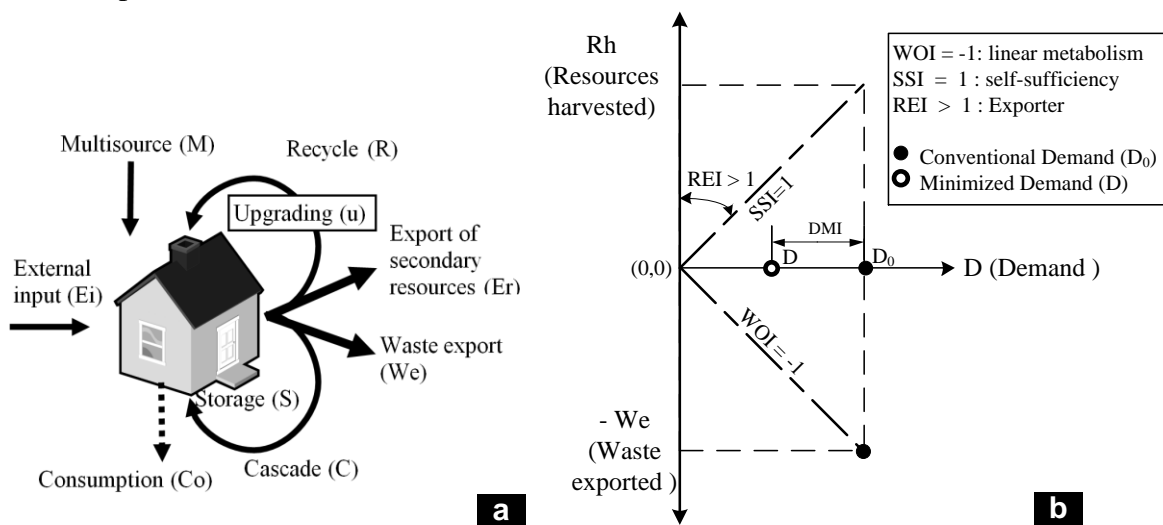 Multisource (M)
Recycle (R)
Upgrading (u)
External
input (Ei)
Export of
secondary
resources (Er)
Waste export
(We)
Storage (S)
Consumption (Co)
Cascade (C)
a
Rh
(Resources
harvested)
REI > 1
SSI=1
DMI
(0,0)
D
D₀
D (Demand )
WOI = -1
- We
(Waste
exported )
WOI = -1: linear metabolism
SSI = 1 : self-sufficiency
REI > 1 : Exporter
Conventional Demand (D₀)
Minimized Demand (D)
b